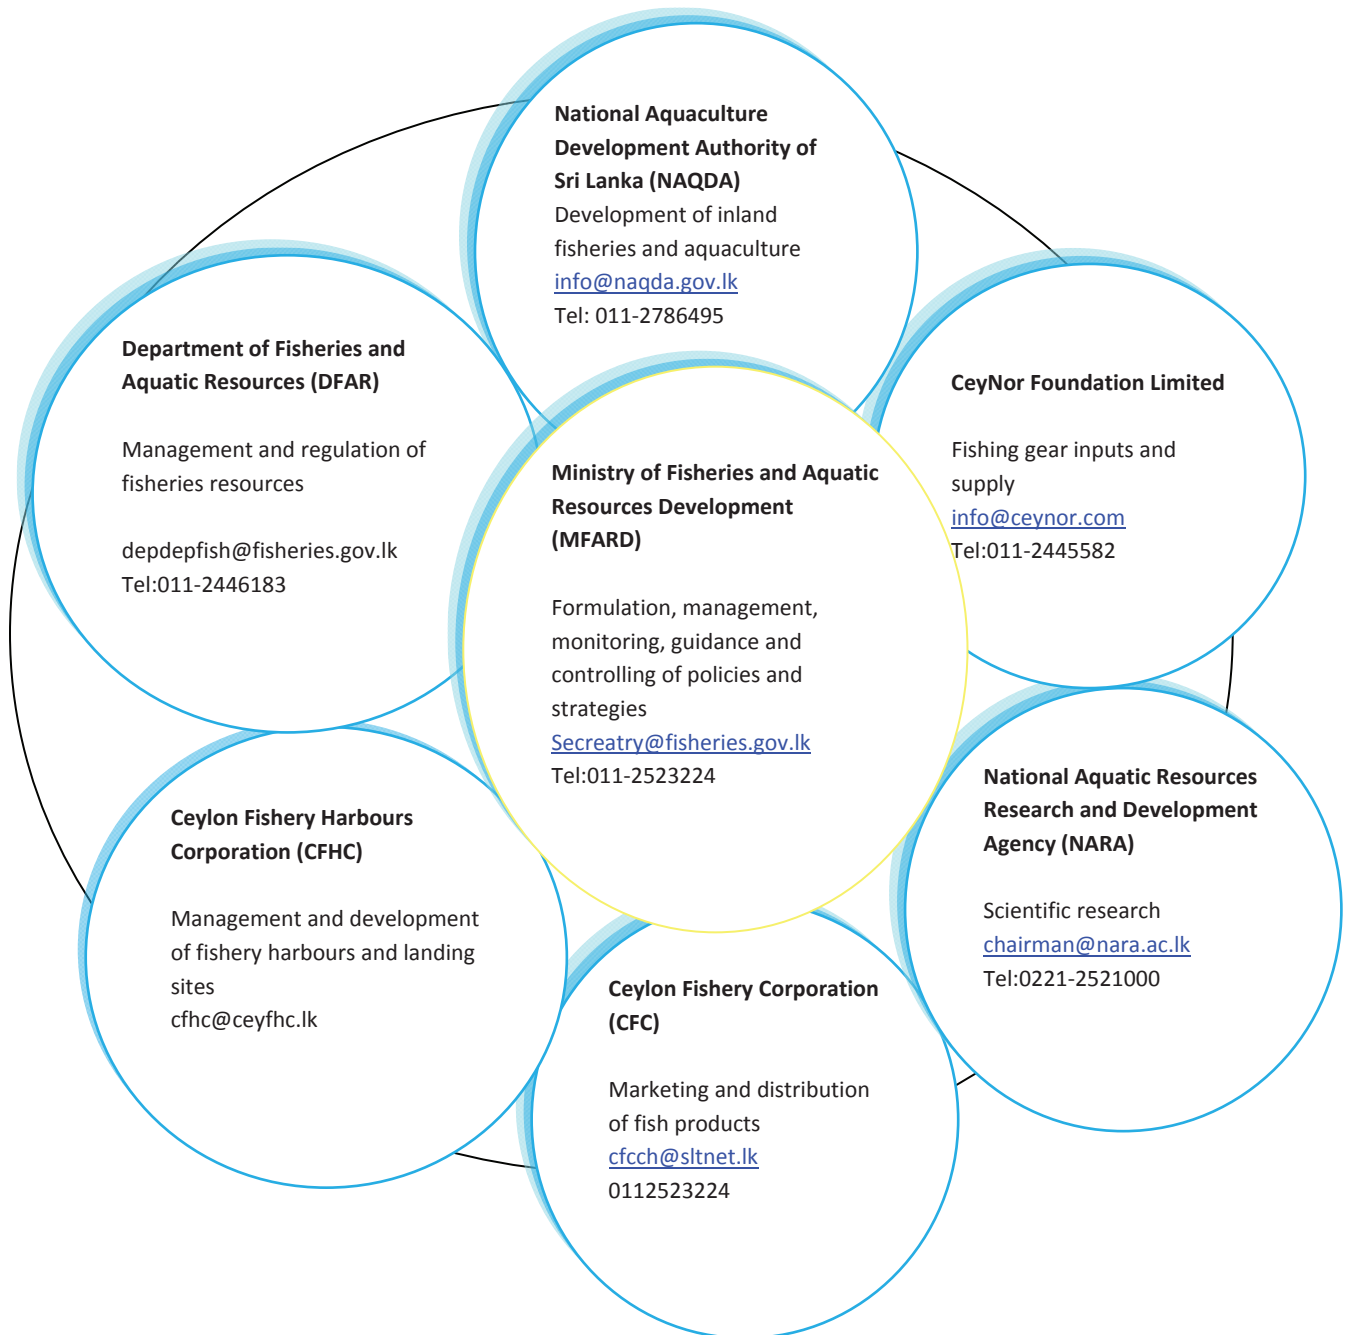 National Aquaculture
Development Authority of
Sri Lanka (NAQDA)
Development of inland
fisheries and aquaculture
info@naqda.gov.lk
Tel: 011-2786495
Department of Fisheries and
Aquatic Resources (DFAR)
Management and regulation of
fisheries resources
depdepfish@fisheries.gov.lk
Tel:011-2446183
CeyNor Foundation Limited
Fishing gear inputs and
supply
info@ceynor.com
Tel:011-2445582
Ministry of Fisheries and Aquatic
Resources Development
(MFARD)
Formulation, management,
monitoring, guidance and
controlling of policies and
strategies
Secreatry@fisheries.gov.lk
Tel:011-2523224
National Aquatic Resources
Research and Development
Agency (NARA)
Scientific research
chairman@nara.ac.lk
Tel:0221-2521000
Ceylon Fishery Harbours
Corporation (CFHC)
Management and development
of fishery harbours and landing
sites
cfhc@ceyfhc.lk
Ceylon Fishery Corporation
(CFC)
Marketing and distribution
of fish products
cfcch@sltnet.lk
0112523224